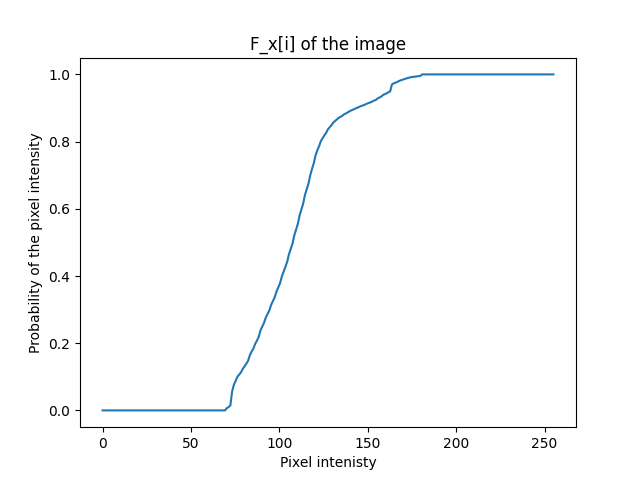 F_x[i] of the image
Probability of the pixel intensity
1.0
0.8
0.6
0.4
0.2
0.0
0 50 100 150 200 250
Pixel intenisty